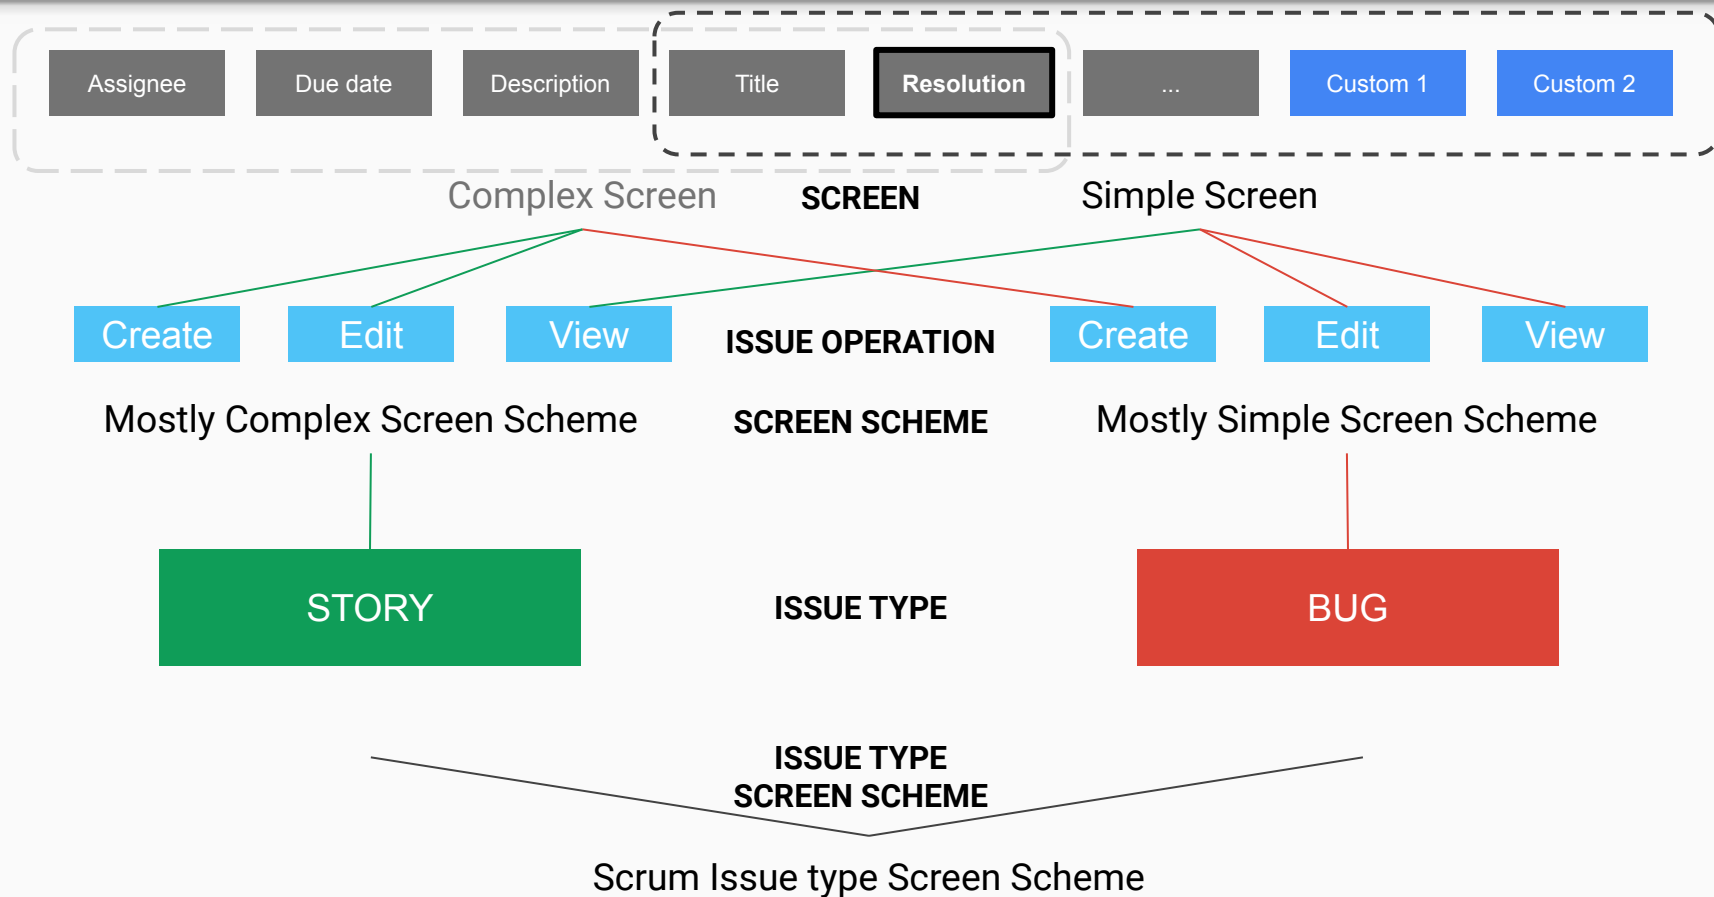 Assignee
Due date
Description
Title
Resolution
...
Custom 1
Custom 2
Complex Screen
SCREEN
Simple Screen
Create
Edit
View
ISSUE OPERATION
Create
Edit
View
Mostly Complex Screen Scheme
SCREEN SCHEME
Mostly Simple Screen Scheme
STORY
ISSUE TYPE
BUG
ISSUE TYPE
SCREEN SCHEME
Scrum Issue type Screen Scheme